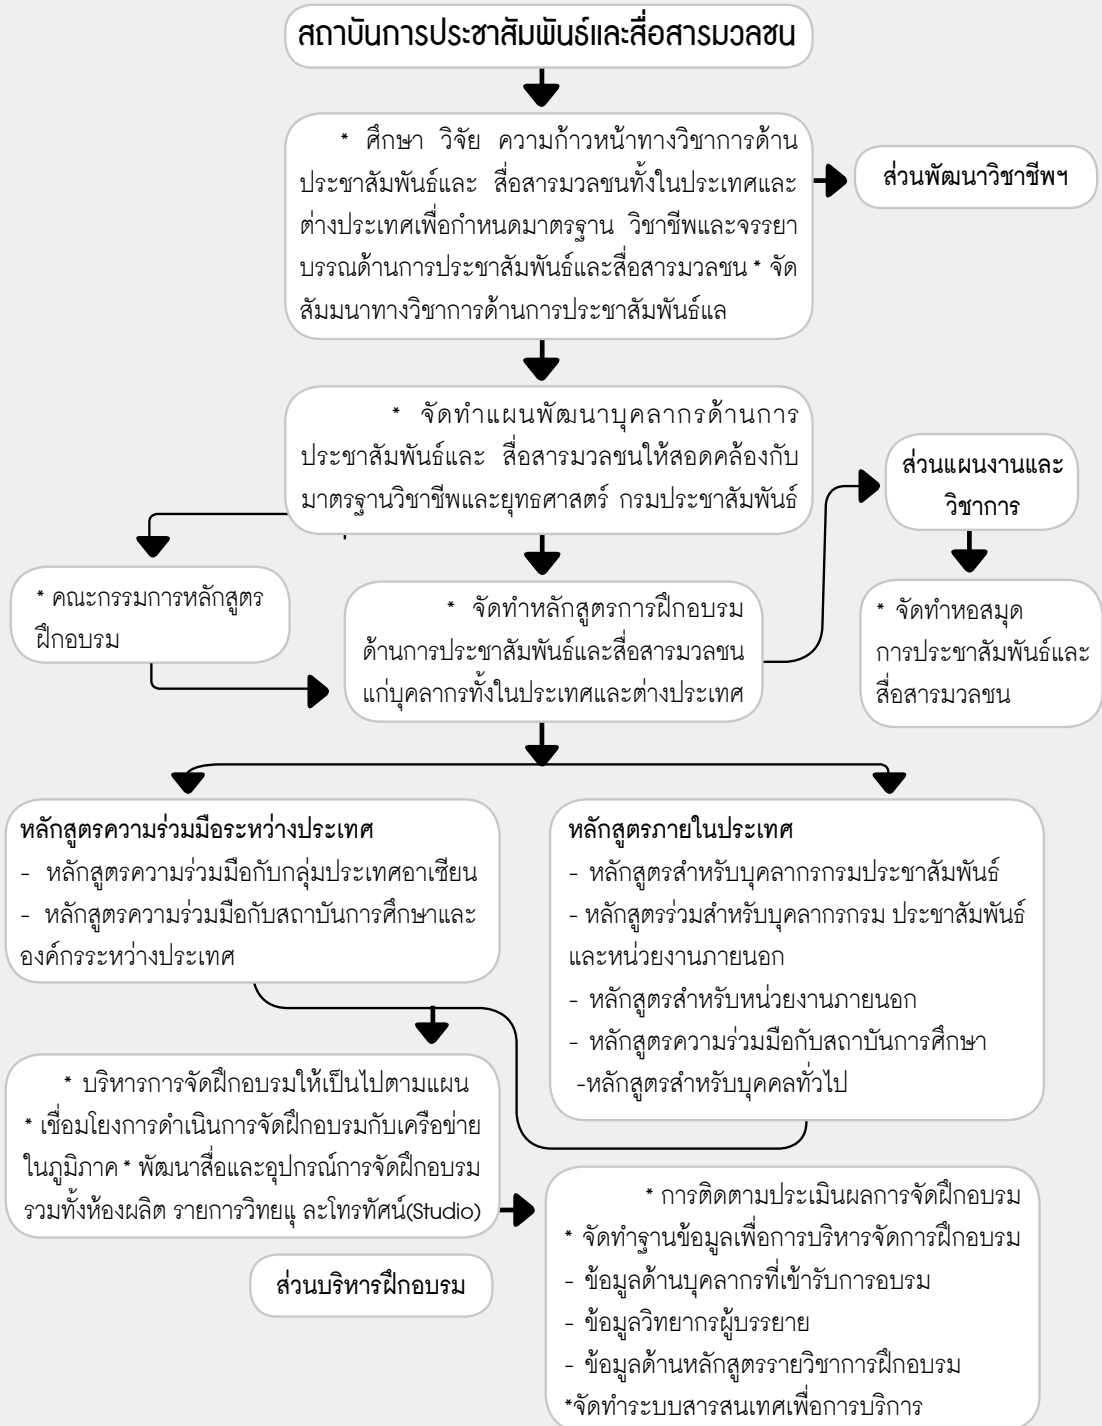 สถาบันการประชาสัมพันธ์และสื่อสารมวลชน
* ศึกษา วิจัย ความก้าวหน้าทางวิชาการด้าน
ประชาสัมพันธ์และ สื่อสารมวลชนทั้งในประเทศและ
ต่างประเทศเพื่อกำหนดมาตรฐาน วิชาชีพและจรรยา
บรรณด้านการประชาสัมพันธ์และสื่อสารมวลชน * จัด
สัมมนาทางวิชาการด้านการประชาสัมพันธ์แล
ส่วนพัฒนาวิชาชีพฯ
* จัดทำแผนพัฒนาบุคลากรด้านการ
ประชาสัมพันธ์และ สื่อสารมวลชนให้สอดคล้องกับ
มาตรฐานวิชาชีพและยุทธศาสตร์ กรมประชาสัมพันธ์
ส่วนแผนงานและ
วิชาการ
* คณะกรรมการหลักสูตร
ฝึกอบรม
* จัดทำหลักสูตรการฝึกอบรม
ด้านการประชาสัมพันธ์และสื่อสารมวลชน
แก่บุคลากรทั้งในประเทศและต่างประเทศ
* จัดทำหอสมุด
การประชาสัมพันธ์และ
สื่อสารมวลชน
หลักสูตรความร่วมมือระหว่างประเทศ
- หลักสูตรความร่วมมือกับกลุ่มประเทศอาเซียน
- หลักสูตรความร่วมมือกับสถาบันการศึกษาและ
องค์กรระหว่างประเทศ
หลักสูตรภายในประเทศ
- หลักสูตรสำหรับบุคลากรกรมประชาสัมพันธ์
- หลักสูตรร่วมสำหรับบุคลากรกรม ประชาสัมพันธ์
และหน่วยงานภายนอก
- หลักสูตรสำหรับหน่วยงานภายนอก
- หลักสูตรความร่วมมือกับสถาบันการศึกษา
-หลักสูตรสำหรับบุคคลทั่วไป
* บริหารการจัดฝึกอบรมให้เป็นไปตามแผน
* เชื่อมโยงการดำเนินการจัดฝึกอบรมกับเครือข่าย
ในภูมิภาค * พัฒนาสื่อและอุปกรณ์การจัดฝึกอบรม
รวมทั้งห้องผลิต รายการวิทยแุ ละโทรทัศน์(Studio)
ส่วนบริหารฝึกอบรม
* การติดตามประเมินผลการจัดฝึกอบรม
* จัดทำฐานข้อมูลเพื่อการบริหารจัดการฝึกอบรม
- ข้อมูลด้านบุคลากรที่เข้ารับการอบรม
- ข้อมูลวิทยากรผู้บรรยาย
- ข้อมูลด้านหลักสูตรรายวิชาการฝึกอบรม
*จัดทำระบบสารสนเทศเพื่อการบริการ